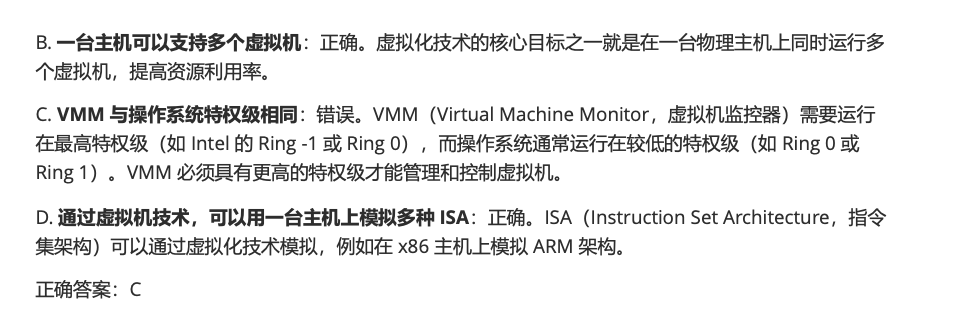 B. 一台主机可以支持多个虚拟机：正确。虚拟化技术的核心目标之一就是在一台物理主机上同时运行多
个虚拟机，提高资源利用率。
C. VMM 与操作系统特权级相同：错误。VMM（Virtual Machine Monitor，虚拟机监控器）需要运行
在最高特权级（如 Intel 的 Ring -1 或 Ring 0），而操作系统通常运行在较低的特权级（如 Ring 0 或
Ring 1）。VMM 必须具有更高的特权级才能管理和控制虚拟机。
D. 通过虚拟机技术，可以用一台主机上模拟多种 ISA：正确。ISA（Instruction Set Architecture，指令
集架构）可以通过虚拟化技术模拟，例如在 x86 主机上模拟 ARM 架构。
正确答案：C